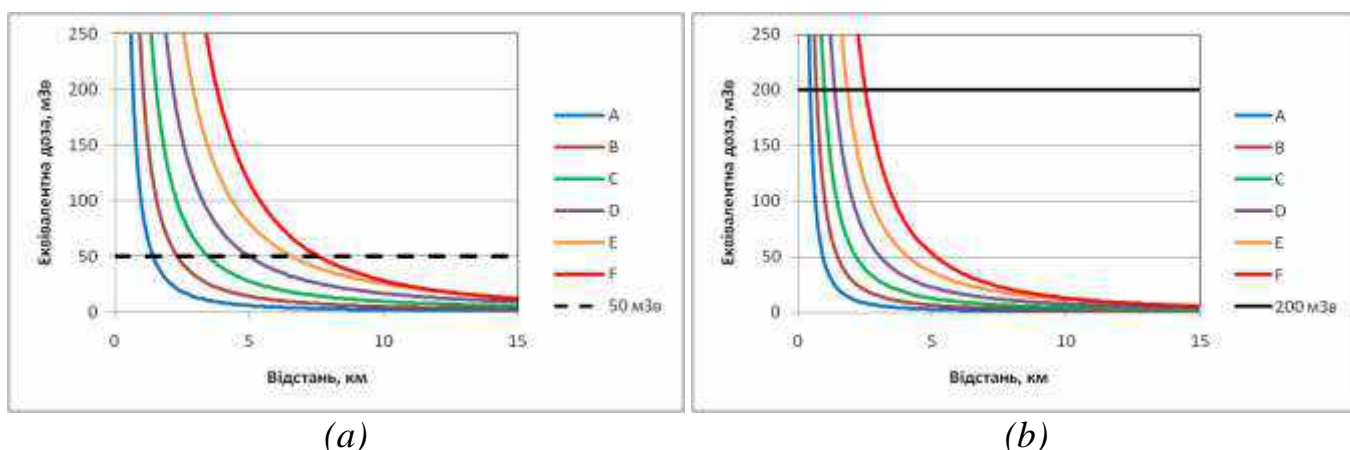 250
200
150
100
50
0
Еквівалентна доза, мЗв
0 5 10 15
Відстань, км
A
B
C
D
E
F
50 мЗв
(a)
250
200
150
100
50
0
Еквівалентна доза, мЗв
0 5 10 15
Відстань, км
A
B
C
D
E
F
200 мЗв
(b)